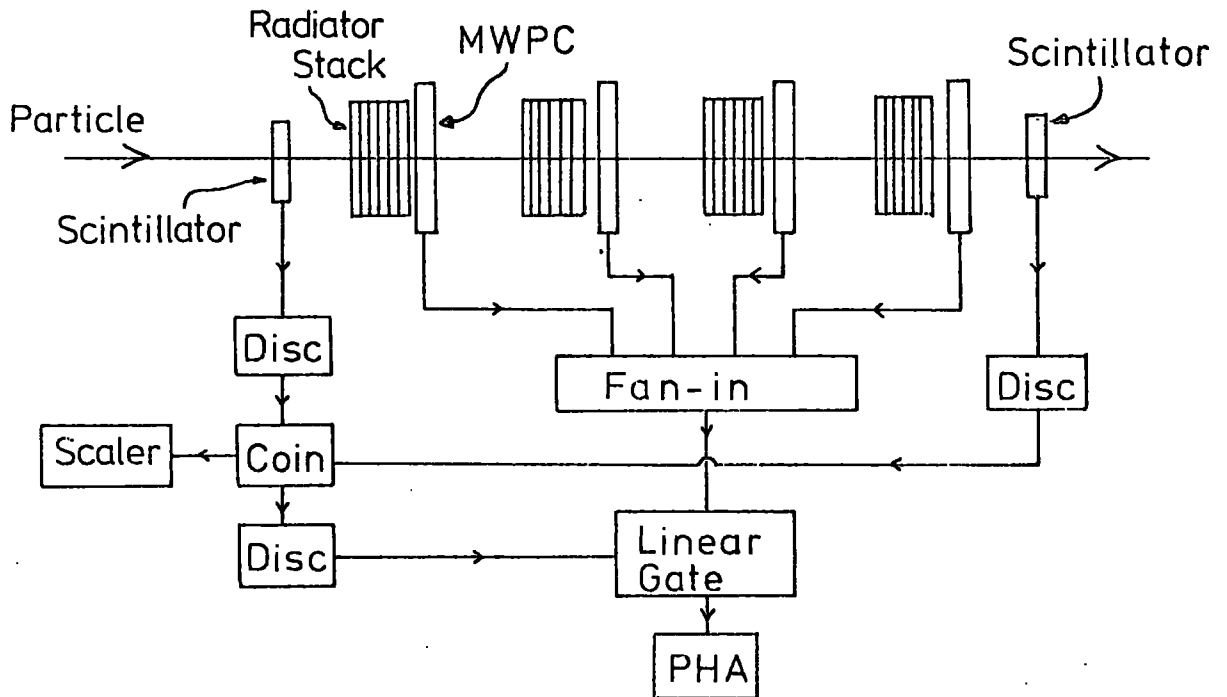 Radiator
Stack
MWPC
Scintillator
Particle
Scintillator
Disc
Fan-in
Disc
Scaler
Coin
Disc
Linear
Gate
PHA